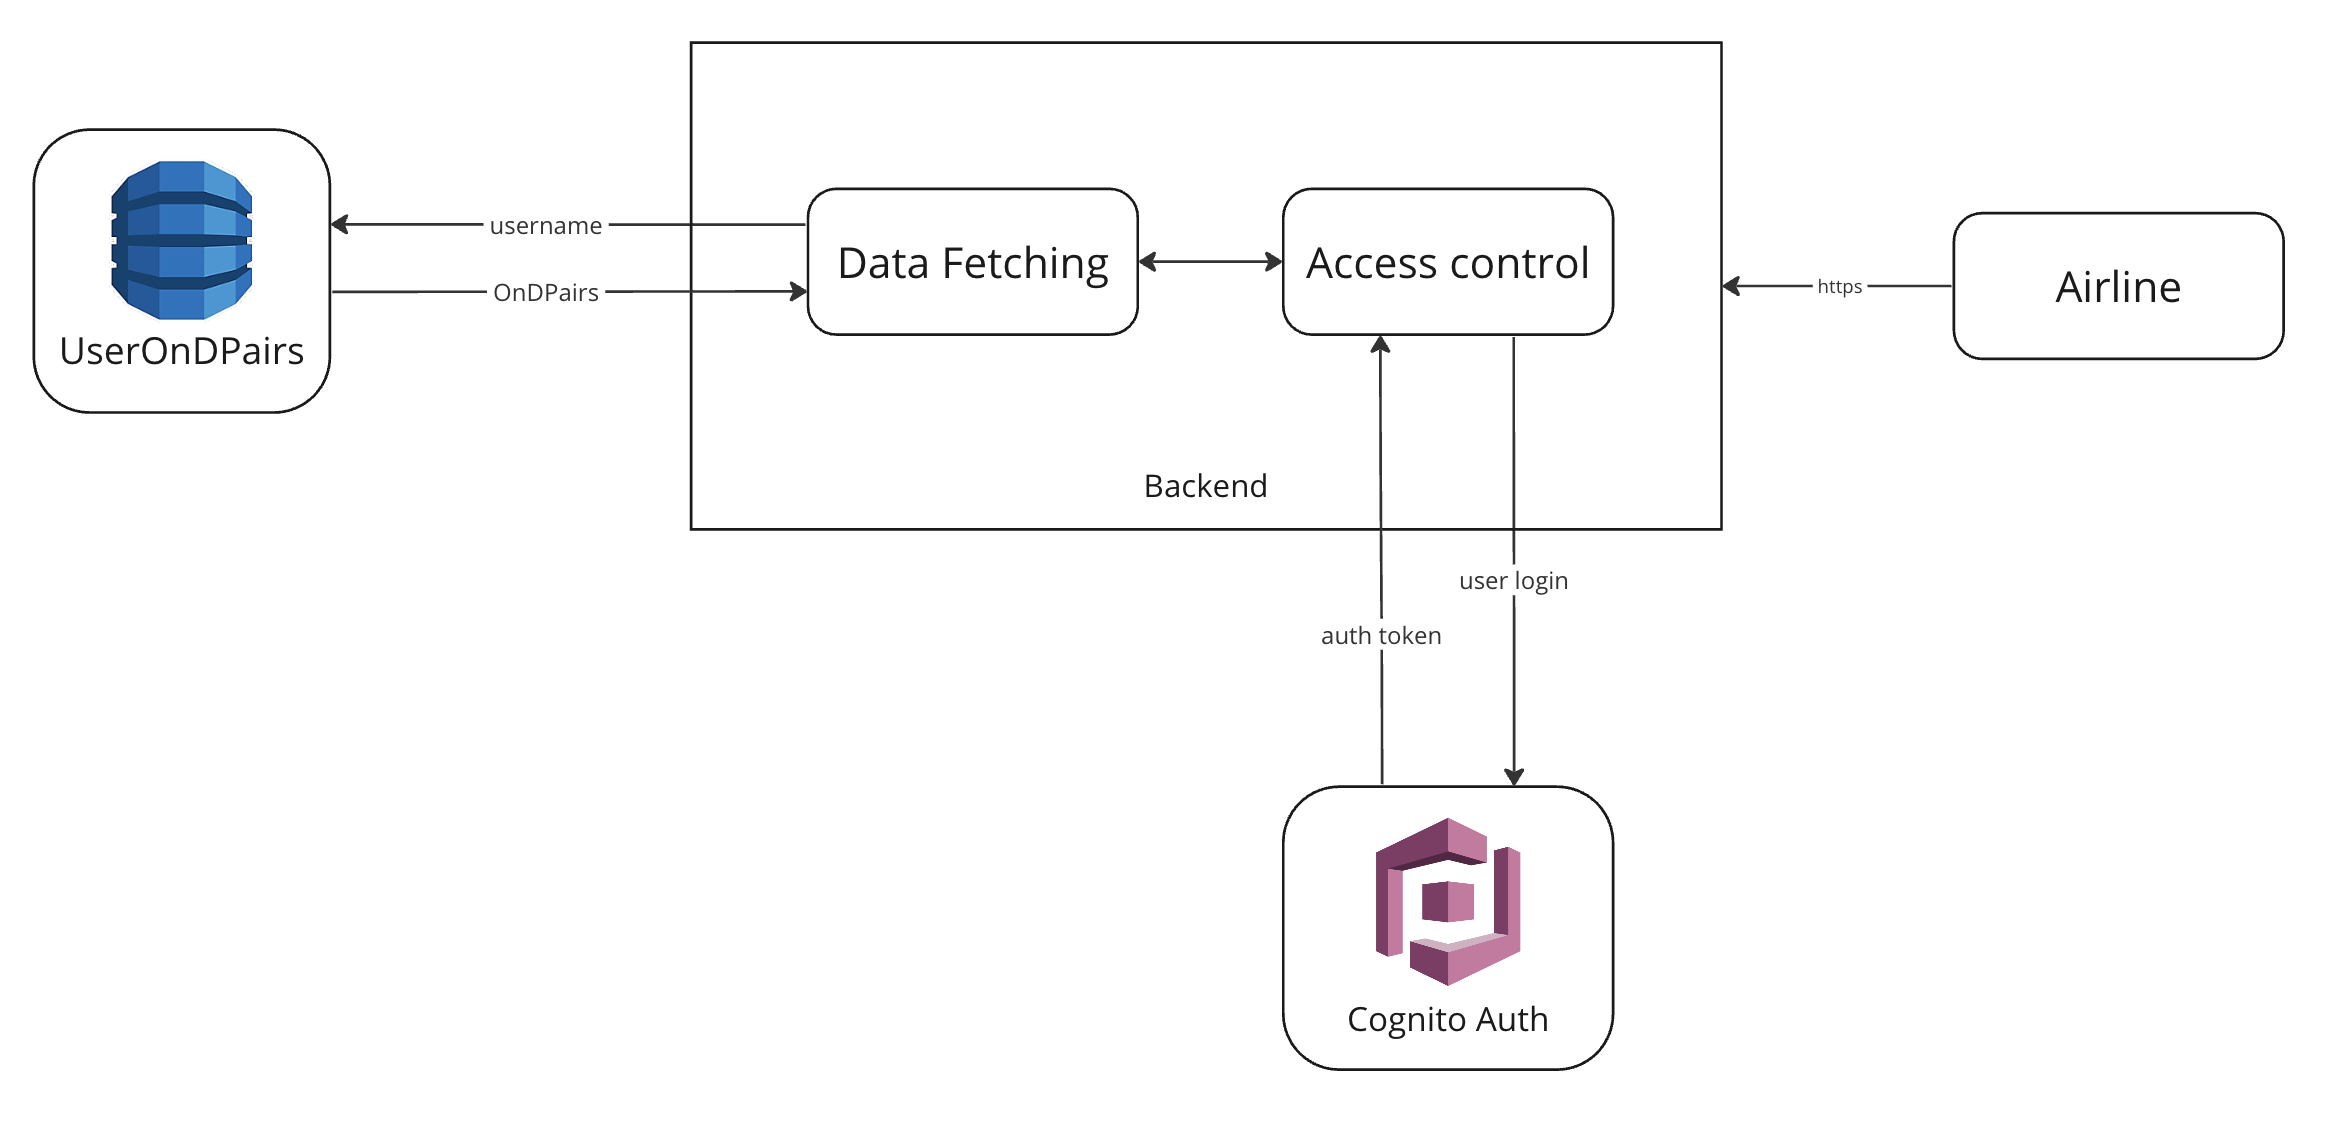 username
Data Fetching
Access control
https
Airline
OnDPairs
UserOnDPairs
Backend
user login
auth token
Cognito Auth